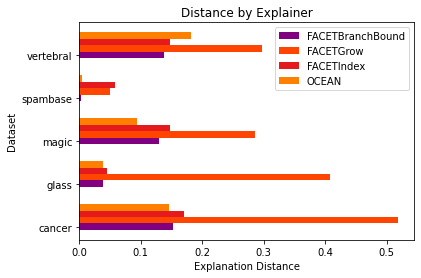 Distance by Explainer
FACETBranchBound
FACETGrow
FACETIndex
OCEAN
Dataset
vertebral
spambase
magic
glass
cancer
0.0 0.1 0.2 0.3 0.4 0.5
Explanation Distance